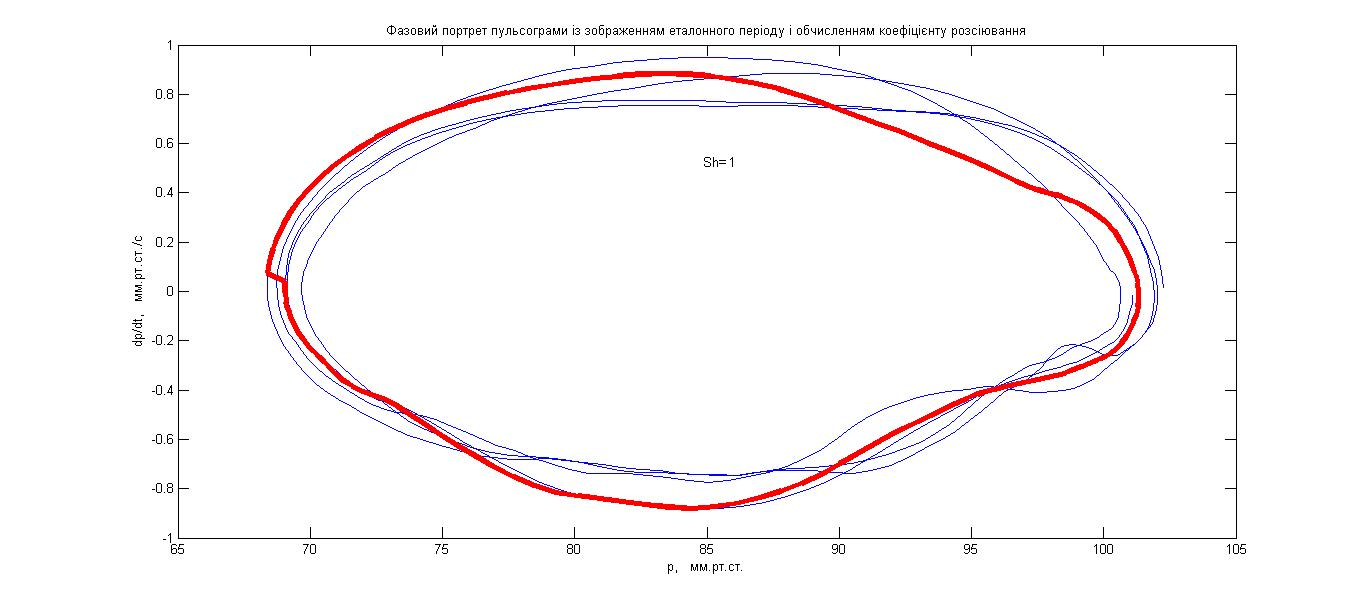 Фазовий портрет пульсограми із зображенням еталонного періоду і обчисленням коефіцієнту розсіювання
1
0.8
0.6
0.4
0.2
0
-0.2
-0.4
-0.6
-0.8
-1
dp/dt, мм.рт.ст./с
Sh=1
65 70 75 80 85 90 95 100 105
p, мм.рт.ст.